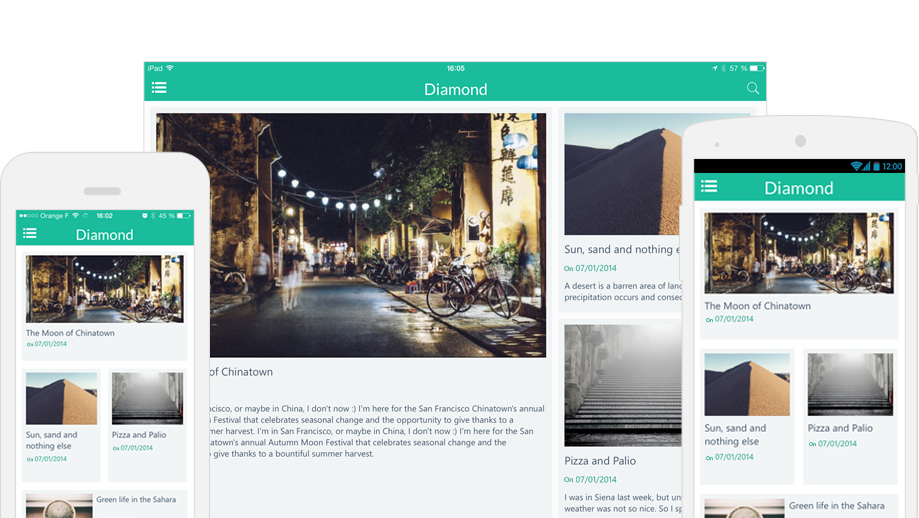 iPad 16:05 57 %
Diamond
Sun, sand and nothing e
On 07/01/2014
A desert is a barren area of land
precipitation occurs and consec
of Chinatown
ncisco, or maybe in China, I don't now :) I'm here for the San Francisco Chinatown's annual
Festival that celebrates seasonal change and the opportunity to give thanks to a
mer harvest. I'm in San Francisco, or maybe in China, I don't now :) I'm here for the San
natown's annual Autumn Moon Festival that celebrates seasonal change and the
give thanks to a bountiful summer harvest.
Pizza and Palio
On 07/01/2014
I was in Siena last week, but un
weather was not so nice. So I sp
Orange F 16:02 45 %
Diamond
The Moon of Chinatown
On 07/01/2014
Sun, sand and
nothing else
On 07/01/2014
Pizza and Palio
On 07/01/2014
Green life in the Sahara
12:00
Diamond
The Moon of Chinatown
On 07/01/2014
Sun, sand and
nothing else
On 07/01/2014
Pizza and Palio
On 07/01/2014
Green life in the Sahara